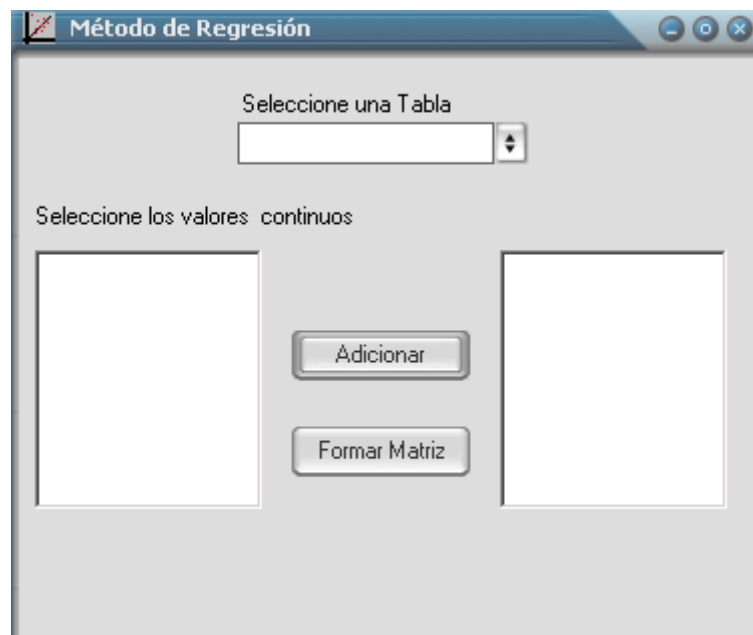 Método de Regresión
Seleccione una Tabla
Seleccione los valores continuos
Adicionar
Formar Matriz